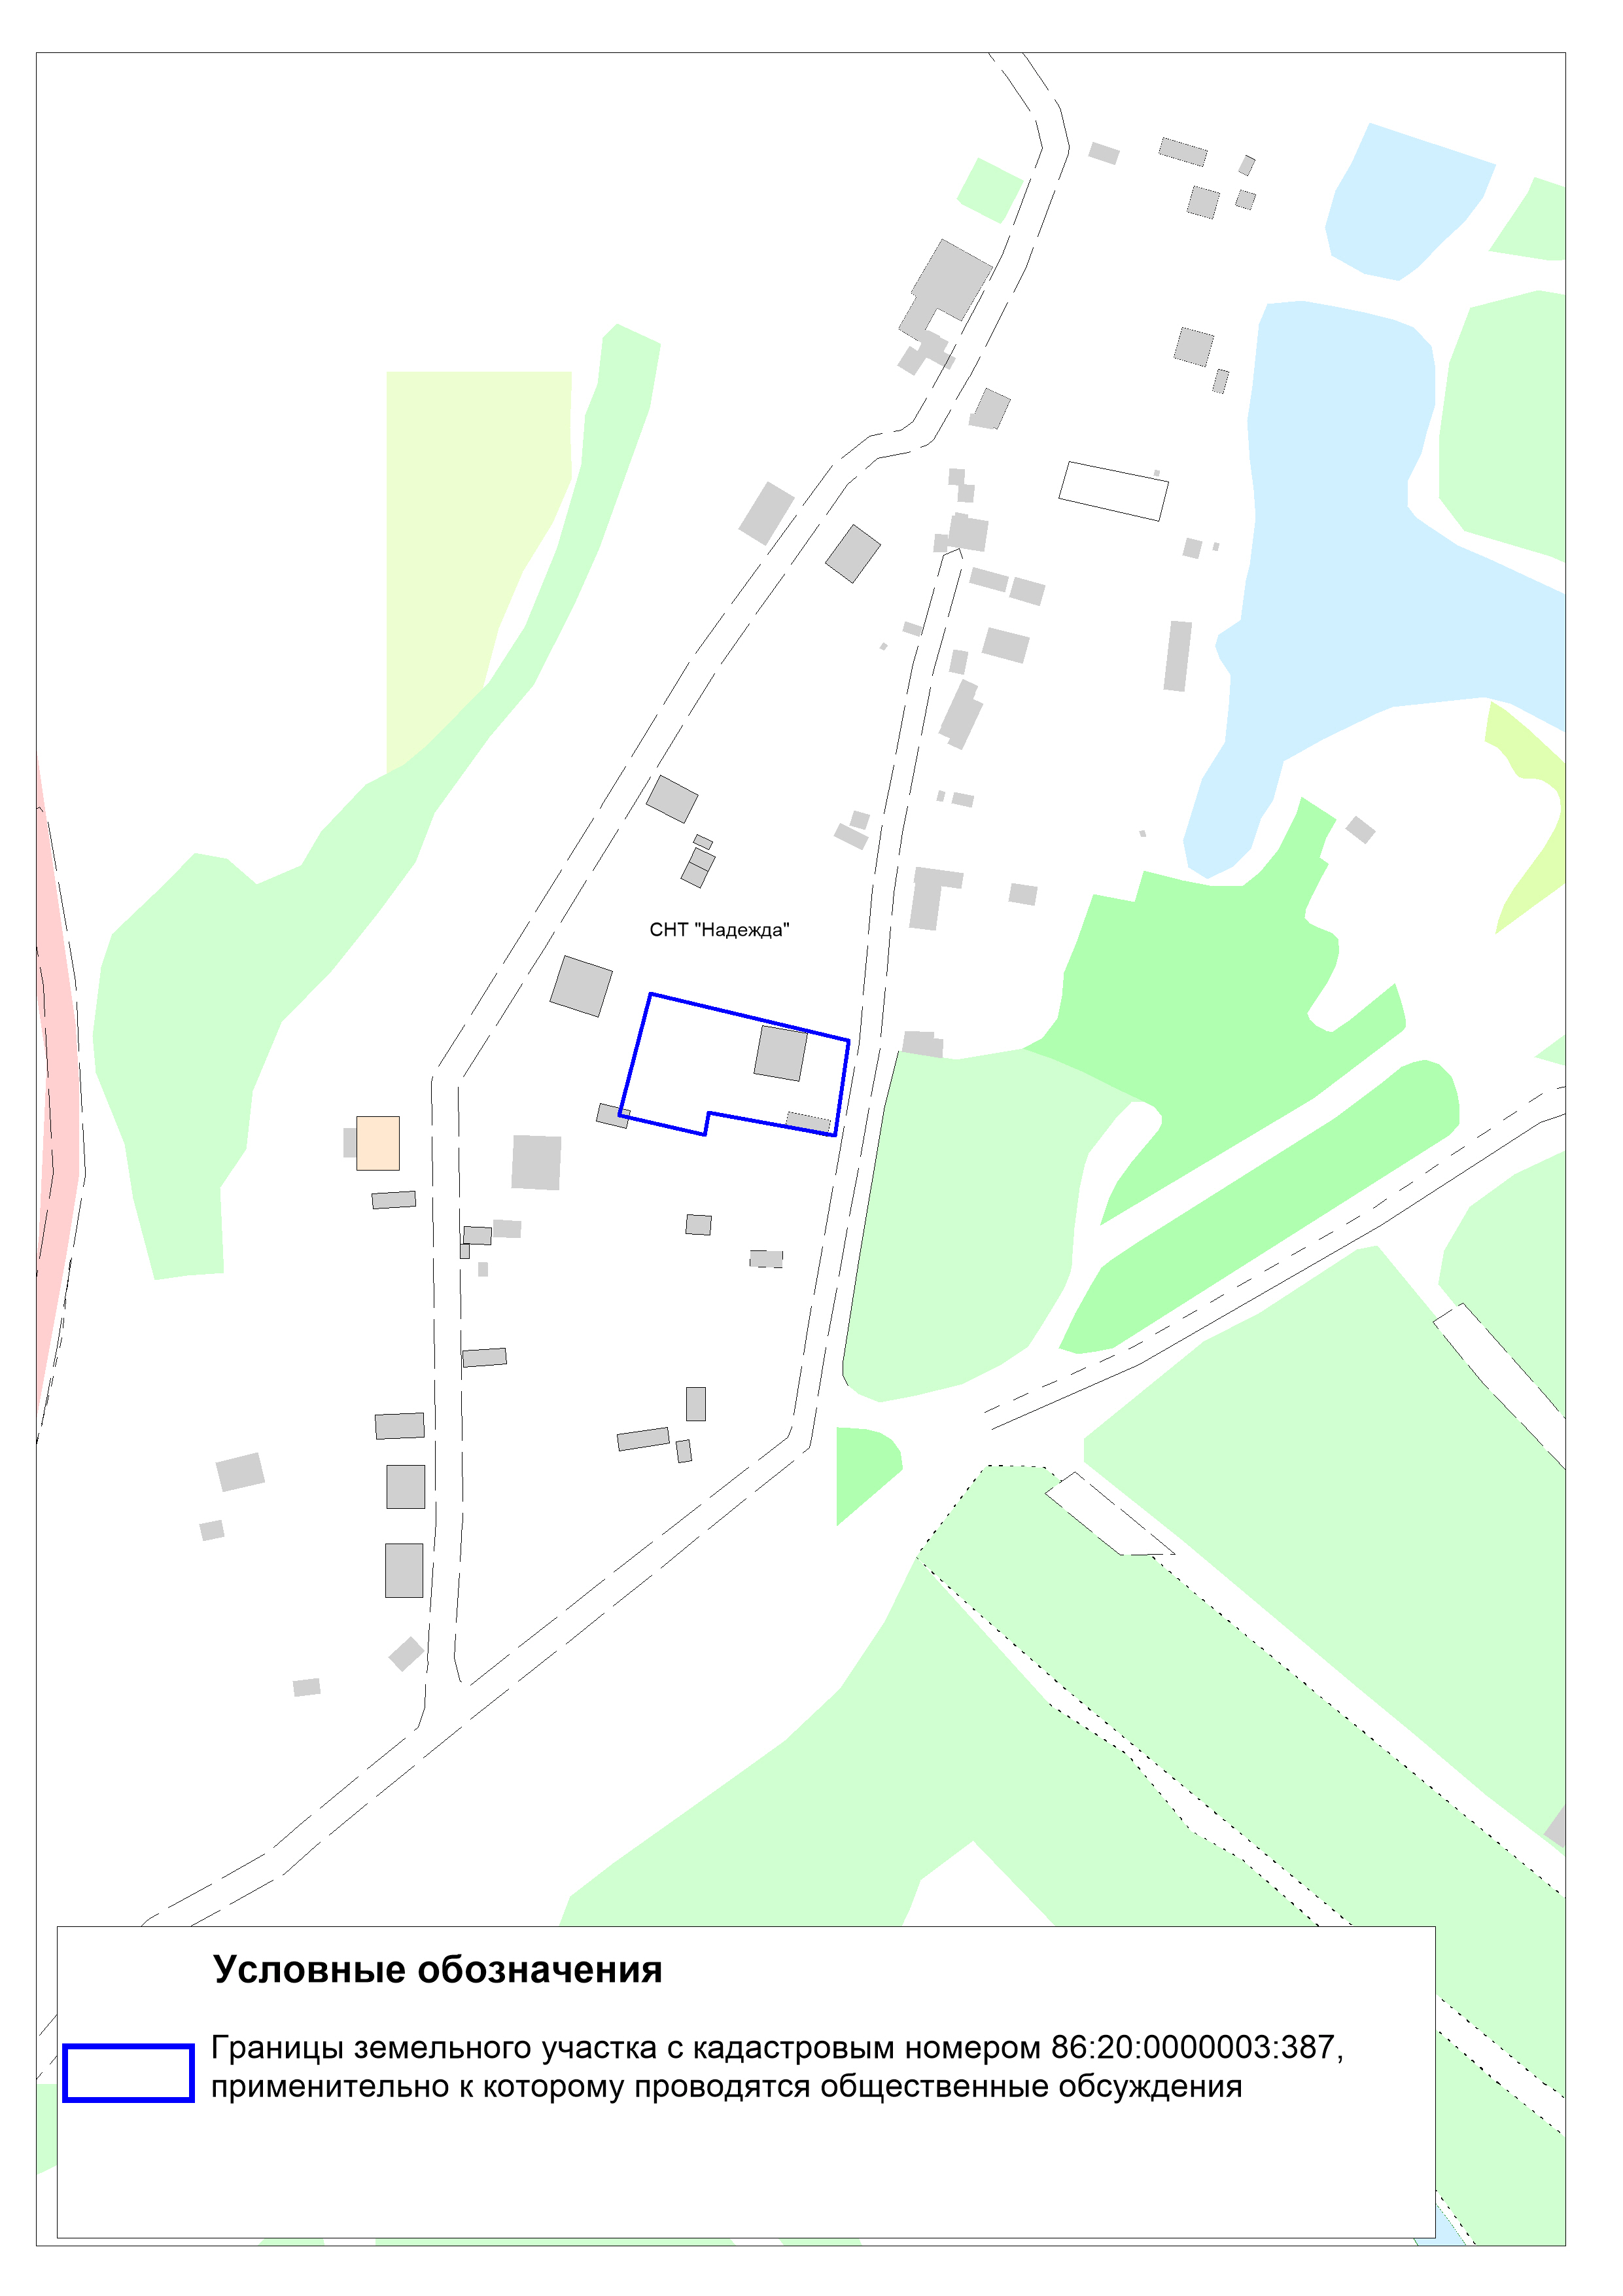 СНТ "Надежда"
Условные обозначения
Границы земельного участка с кадастровым номером 86:20:0000003:387,
применительно к которому проводятся общественные обсуждения